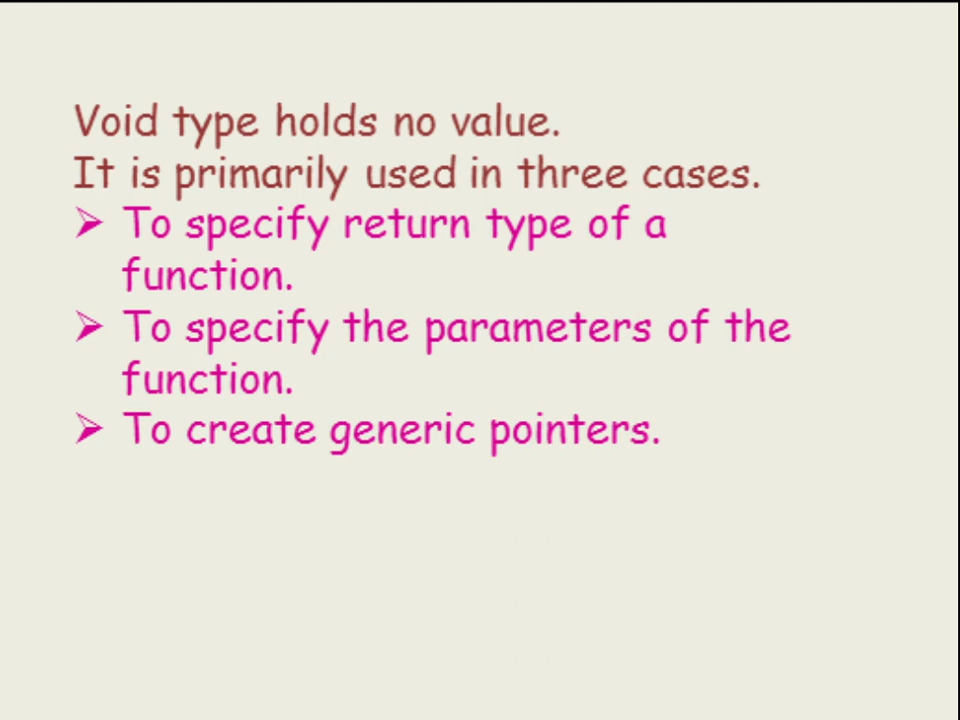 Void type holds no value.
It is primarily used in three cases.
➢ To specify return type of a
function.
➢ To specify the parameters of the
function.
➢ To create generic pointers.